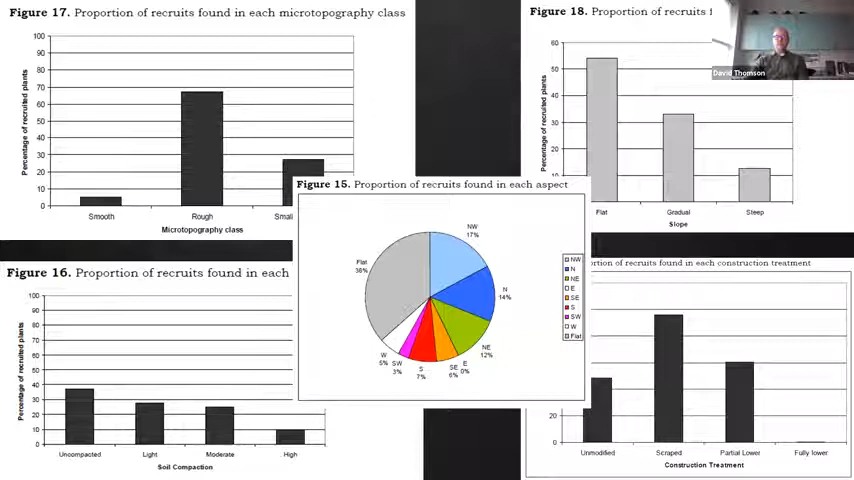 Figure 17. Proportion of recruits found in each microtopography class
100
90
80
70
60
50
40
30
20
10
0
Percentage of recruited plants
Smooth
Rough
Small
Microtopography class
Figure 18. Proportion of recruits f
David Thomson
60
50
40
30
20
Percentage of recruited plants
Flat
Gradual
Steep
Slope
Figure 15. Proportion of recruits found in each aspect
NW
17%
N
14%
NE
12%
E
0%
SE
6%
S
7%
SW
3%
W
5%
Flat
NW
N
NE
E
SE
S
SW
W
Flat
Figure 16. Proportion of recruits found in each
100
90
80
70
60
50
40
30
20
10
0
Percentage of recruited plants
Uncompacted
Light
Moderate
High
Soil Compaction
ortion of recruits found in each construction treatment
20
0
Unmodified
Scraped
Partial Lower
Fully lower
Construction Treatment